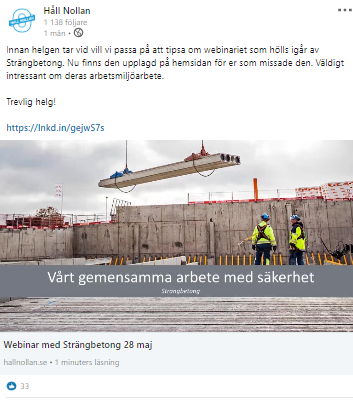 Håll Nollan
1 138 följare
1 mån •
Innan helgen tar vid vill vi passa på att tipsa om webinariet som hölls igår av
Strängbetong. Nu finns den upplagd på hemsidan för er som missade den. Väldigt
intressant om deras arbetsmiljöarbete.
Trevlig helg!
https://lnkd.in/gejwS7s
Vårt gemensamma arbete med säkerhet
Strängbetong
Webinar med Strängbetong 28 maj
hallnollan.se • 1 minuters läsning
33